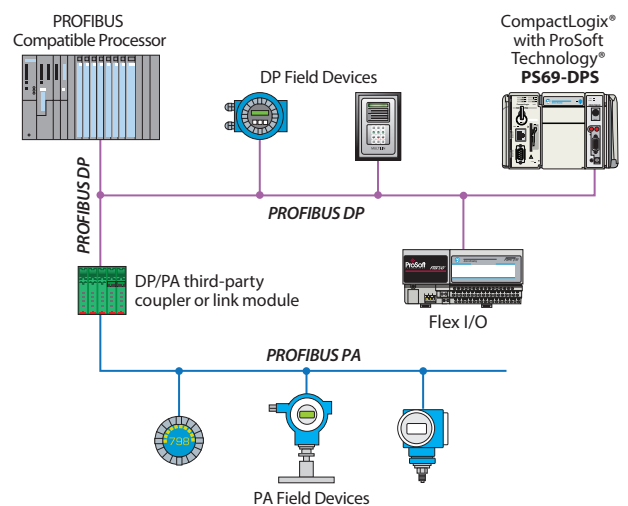 PROFIBUS
Compatible Processor
CompactLogix®
with ProSoft
Technology®
PS69-DPS
DP Field Devices
PROFIBUS DP
PROFIBUS DP
DP/PA third-party
coupler or link module
ProSoft
Flex I/O
PROFIBUS PA
798
PA Field Devices